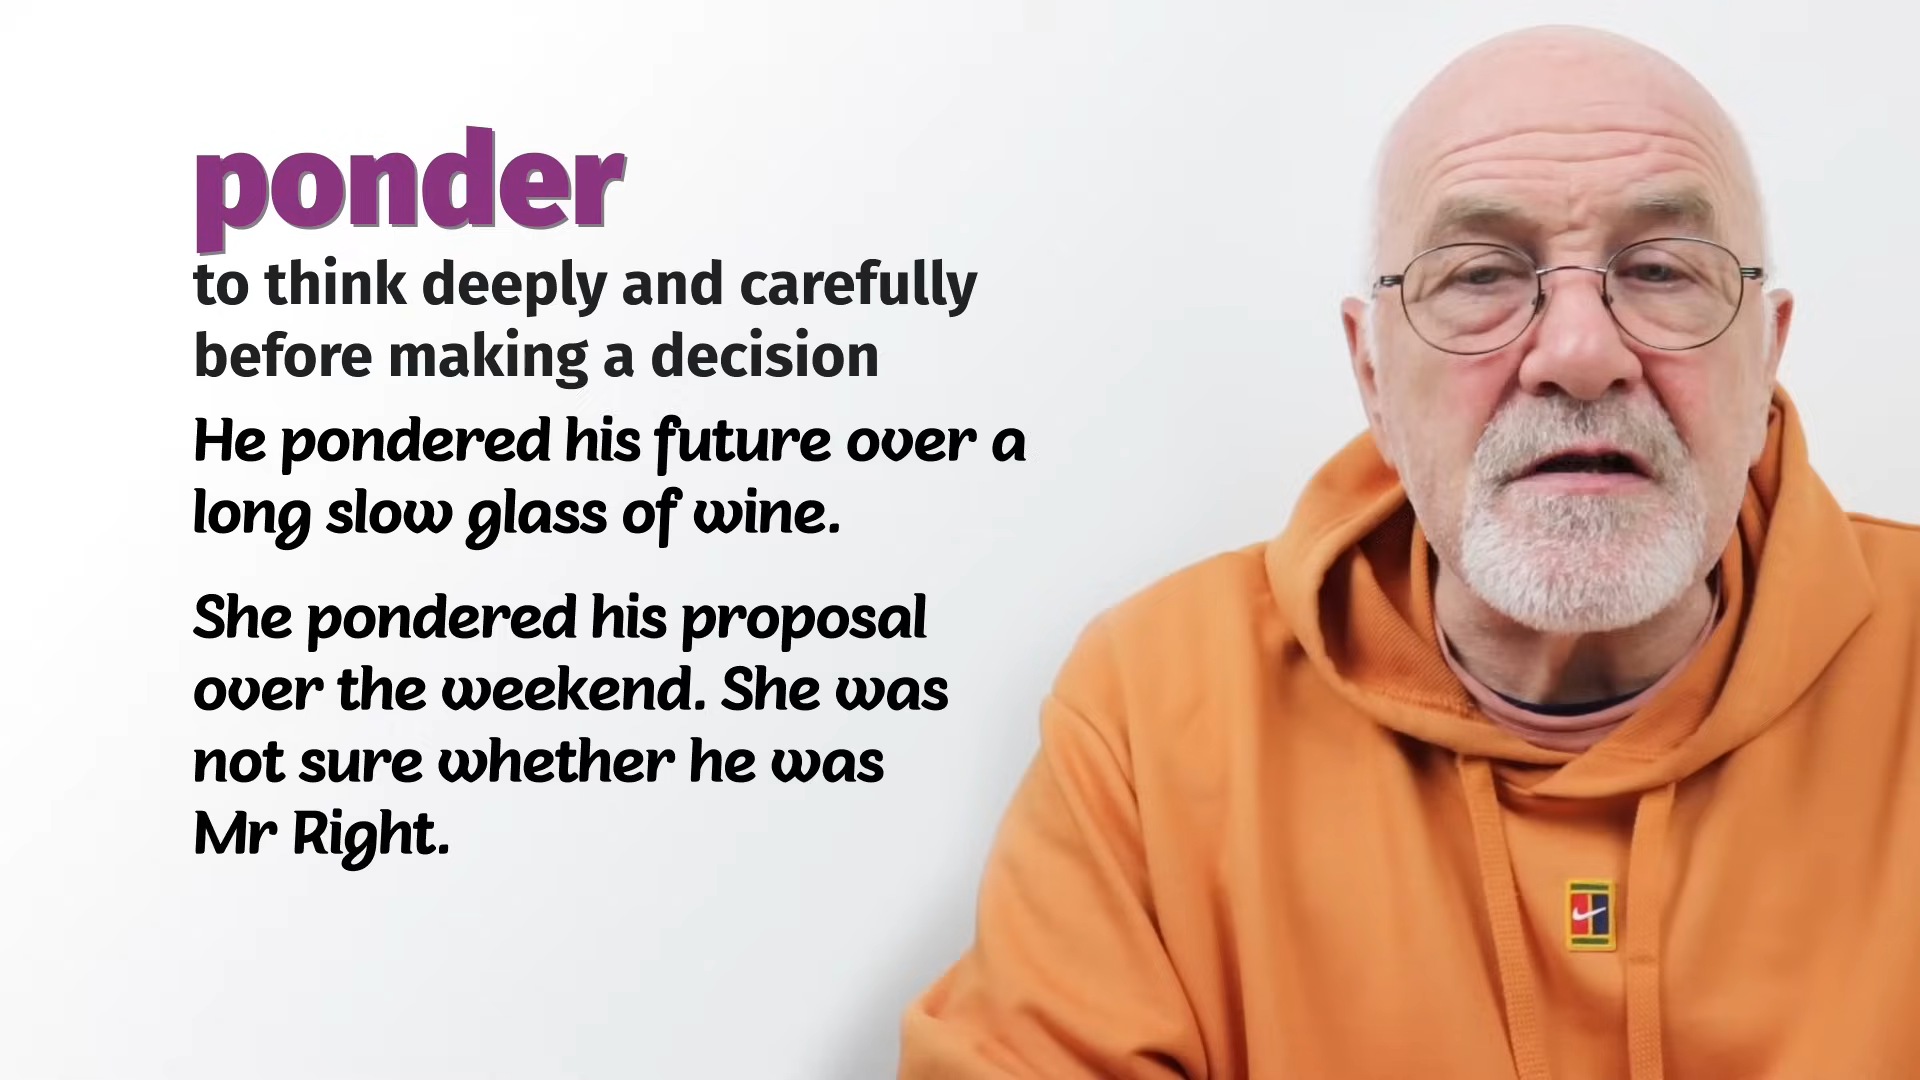 ponder
to think deeply and carefully
before making a decision
He pondered his future over a
long slow glass of wine.
She pondered his proposal
over the weekend. She was
not sure whether he was
Mr Right.